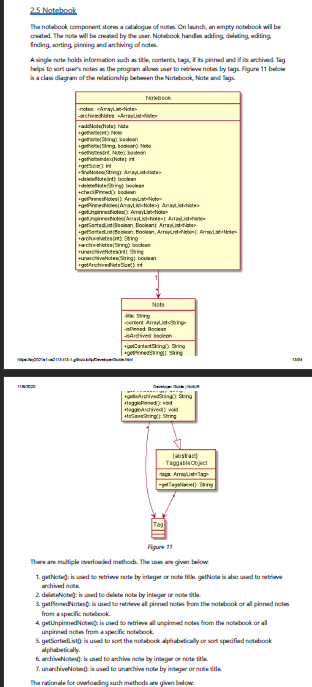 2.5 Notebook
The notebook component stores a catalogue of notes. On launch, an empty notebook will be
created. The note will be created by the user. Notebook handles adding, deleting, editing,
finding, sorting, pinning and archiving of notes.
A single note holds information such as title, contents, tags, if its pinned and if its archived. Tag
helps to sort user's notes as the program allows user to retrieve notes by tags. Figure 11 below
is a class diagram of the relationship between the Notebook, Note and Tags.
Notebook
-notes: <ArrayList<Note>
-archivedNotes: <ArrayList<Note>
+addNote(Note): Note
+getNote(int): Note
+getNote(String): boolean
+getNote(String, boolean): Note
+setNotes(int, Note): boolean
+getNoteIndex(Note): int
+getSize(): int
+findNotes(String): ArrayList<Note>
+deleteNote(int): boolean
+deleteNote(String): boolean
+checkPinned(): boolean
+getPinnedNotes(): ArrayList<Note>
+getPinnedNotes(ArrayList<Note>): ArrayList<Note>
+getUnpinnedNotes(): ArrayList<Note>
+getUnpinnedNotes(ArrayList<Note>): ArrayList<Note>
+getSortedList(Boolean, Boolean): ArrayList<Note>
+getSortedList(Boolean, Boolean, ArrayList<Note>): ArrayList<Note>
+archiveNotes(int): String
+archiveNotes(String): boolean
+unarchiveNotes(int): String
+unarchiveNotes(String): boolean
+getArchivedNoteSize(): int
1
*
Note
-title: String
-content: ArrayList<String>
-isPinned: Boolean
-isArchived: boolean
+getContentString(): String
+getPinnedString(): String
13/34
11/9/2020
Developer Guide | NotUS
+getIsArchivedString(): String
+togglePinned(): void
+toggleArchived(): void
+toSaveString(): String
{abstract}
TaggableObject
-tags: ArrayList<Tag>
+getTagsName(): String
Tag
Figure 11
There are multiple overloaded methods. The uses are given below:
1. getNote(): is used to retrieve note by integer or note title. getNote is also used to retrieve
archived note.
2. deleteNote(): is used to delete note by integer or note title.
3. getPinnedNotes(): is used to retrieve all pinned notes from the notebook or all pinned notes
from a specific notebook.
4. getUnpinnedNotes(): is used to retrieve all unpinned notes from the notebook or all
unpinned notes from a specific notebook.
5. getSortedList(): is used to sort the notebook alphabetically or sort specified notebook
alphabetically.
6. archiveNotes(): is used to archive note by integer or note title.
7. unarchiveNotes(): is used to unarchive note by integer or note title.
The rationale for overloading such methods are given below: